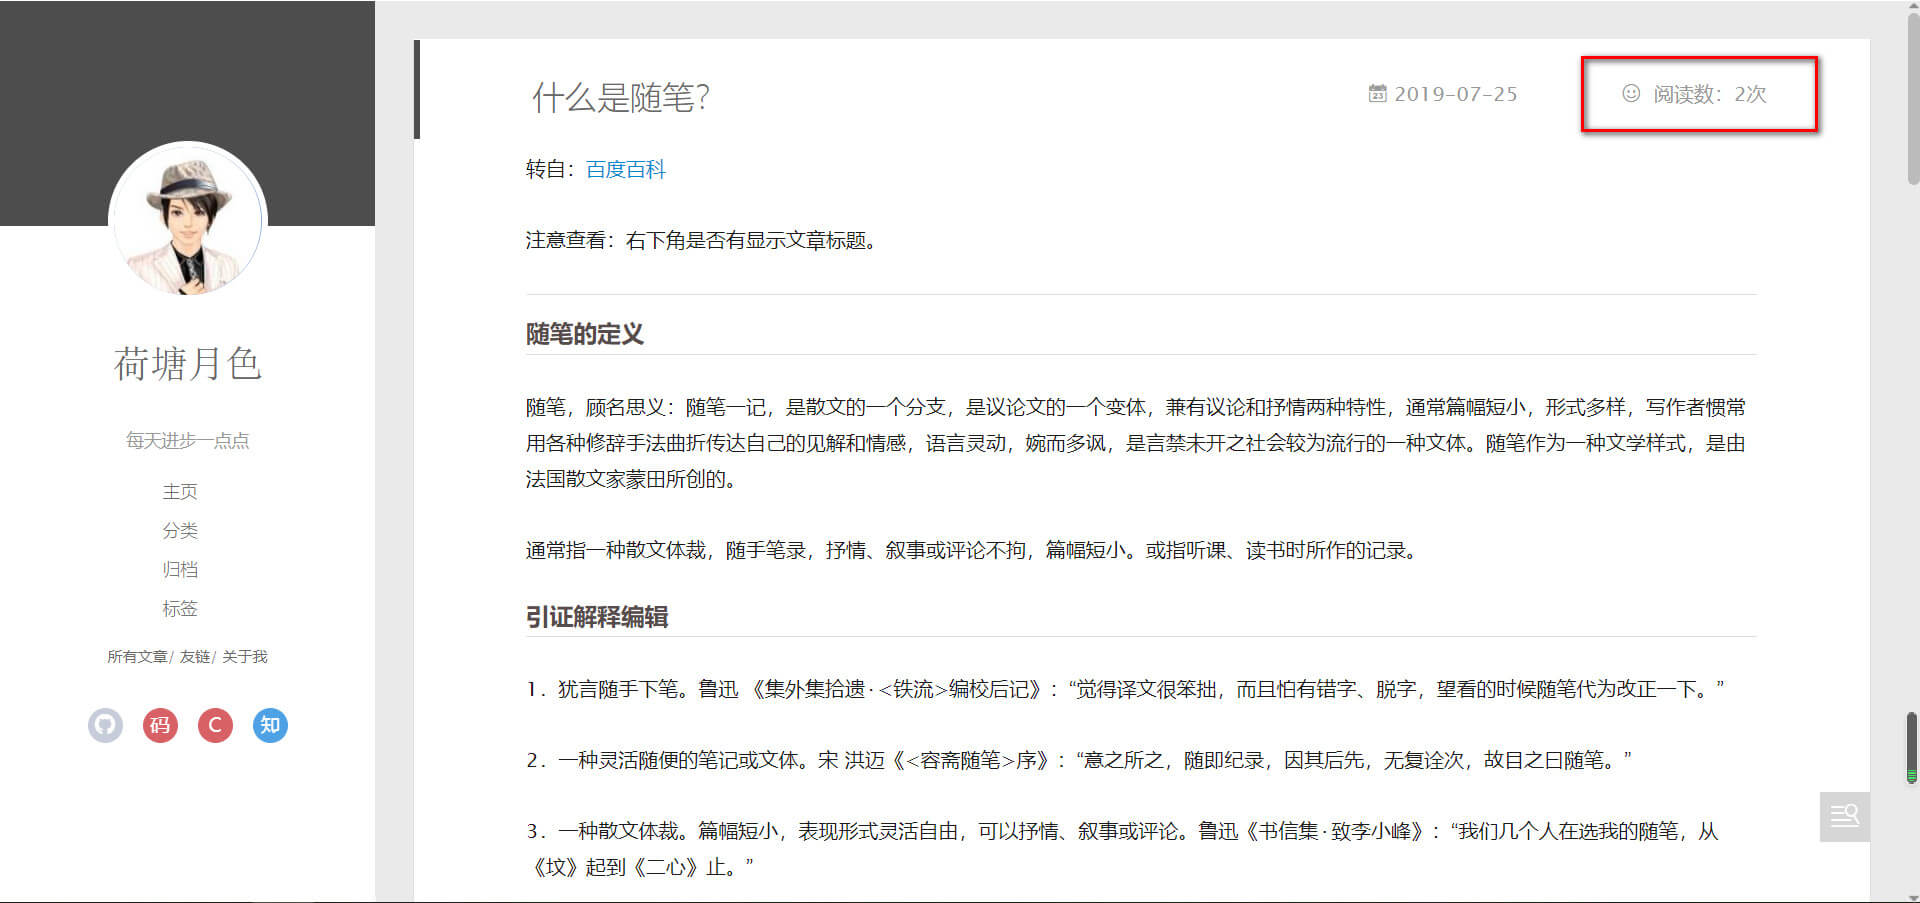 荷塘月色
每天进步一点点
主页
分类
归档
标签
所有文章/ 友链/ 关于我
码 C 知
什么是随笔?
23 2019-07-25
阅读数：2次
转自：百度百科
注意查看：右下角是否有显示文章标题。
随笔的定义
随笔，顾名思义：随笔一记，是散文的一个分支，是议论文的一个变体，兼有议论和抒情两种特性，通常篇幅短小，形式多样，写作者惯常
用各种修辞手法曲折传达自己的见解和情感，语言灵动，婉而多讽，是言禁未开之社会较为流行的一种文体。随笔作为一种文学样式，是由
法国散文家蒙田所创的。
通常指一种散文体裁，随手笔录，抒情、叙事或评论不拘，篇幅短小。或指听课、读书时所作的记录。
引证解释编辑
1. 犹言随手下笔。鲁迅 《集外集拾遗·<铁流>编校后记》：“觉得译文很笨拙，而且怕有错字、脱字，望看的时候随笔代为改正一下。”
2. 一种灵活随便的笔记或文体。宋 洪迈《<容斋随笔>序》：“意之所之，随即纪录，因其后先，无复诠次，故目之曰随笔。”
3. 一种散文体裁。篇幅短小，表现形式灵活自由，可以抒情、叙事或评论。鲁迅《书信集·致李小峰》：“我们几个人在选我的随笔，从
《坟》起到《二心》止。”